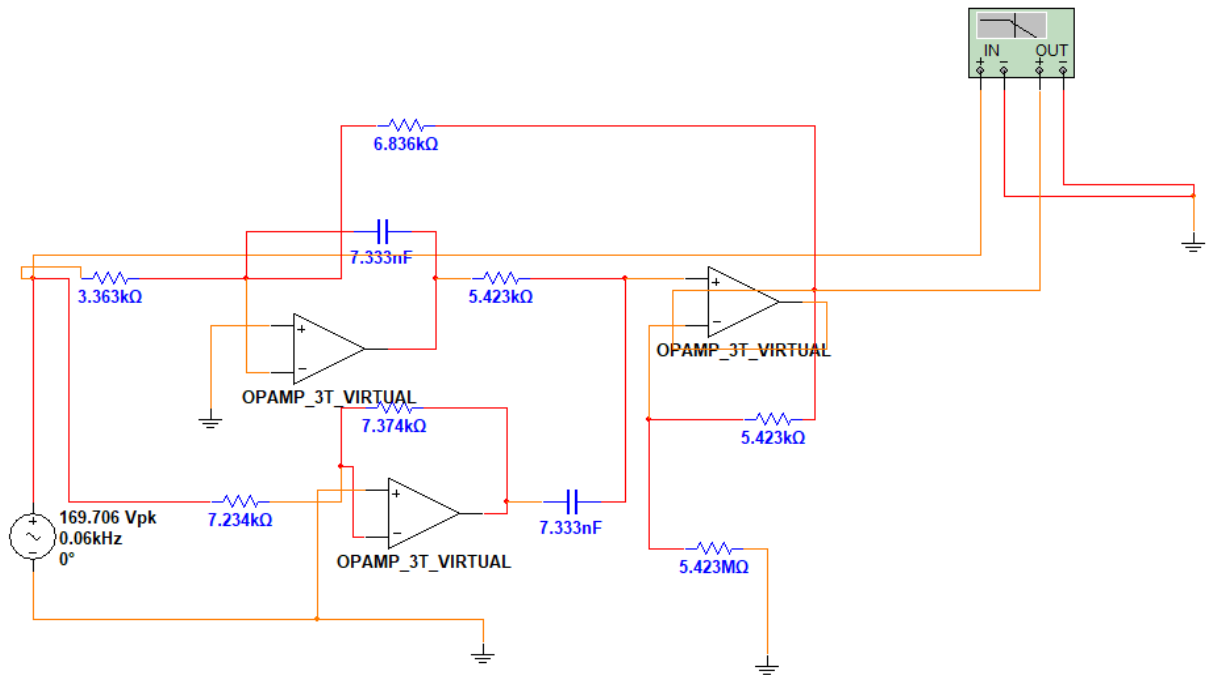 IN OUT
+ − + −
6.836kΩ
7.333nF
3.363kΩ
5.423kΩ
+
−
OPAMP_3T_VIRTUAL
+
−
OPAMP_3T_VIRTUAL
7.374kΩ
5.423kΩ
7.234kΩ
+
−
OPAMP_3T_VIRTUAL
7.333nF
+
−
169.706 Vpk
0.06kHz
0°
5.423MΩ